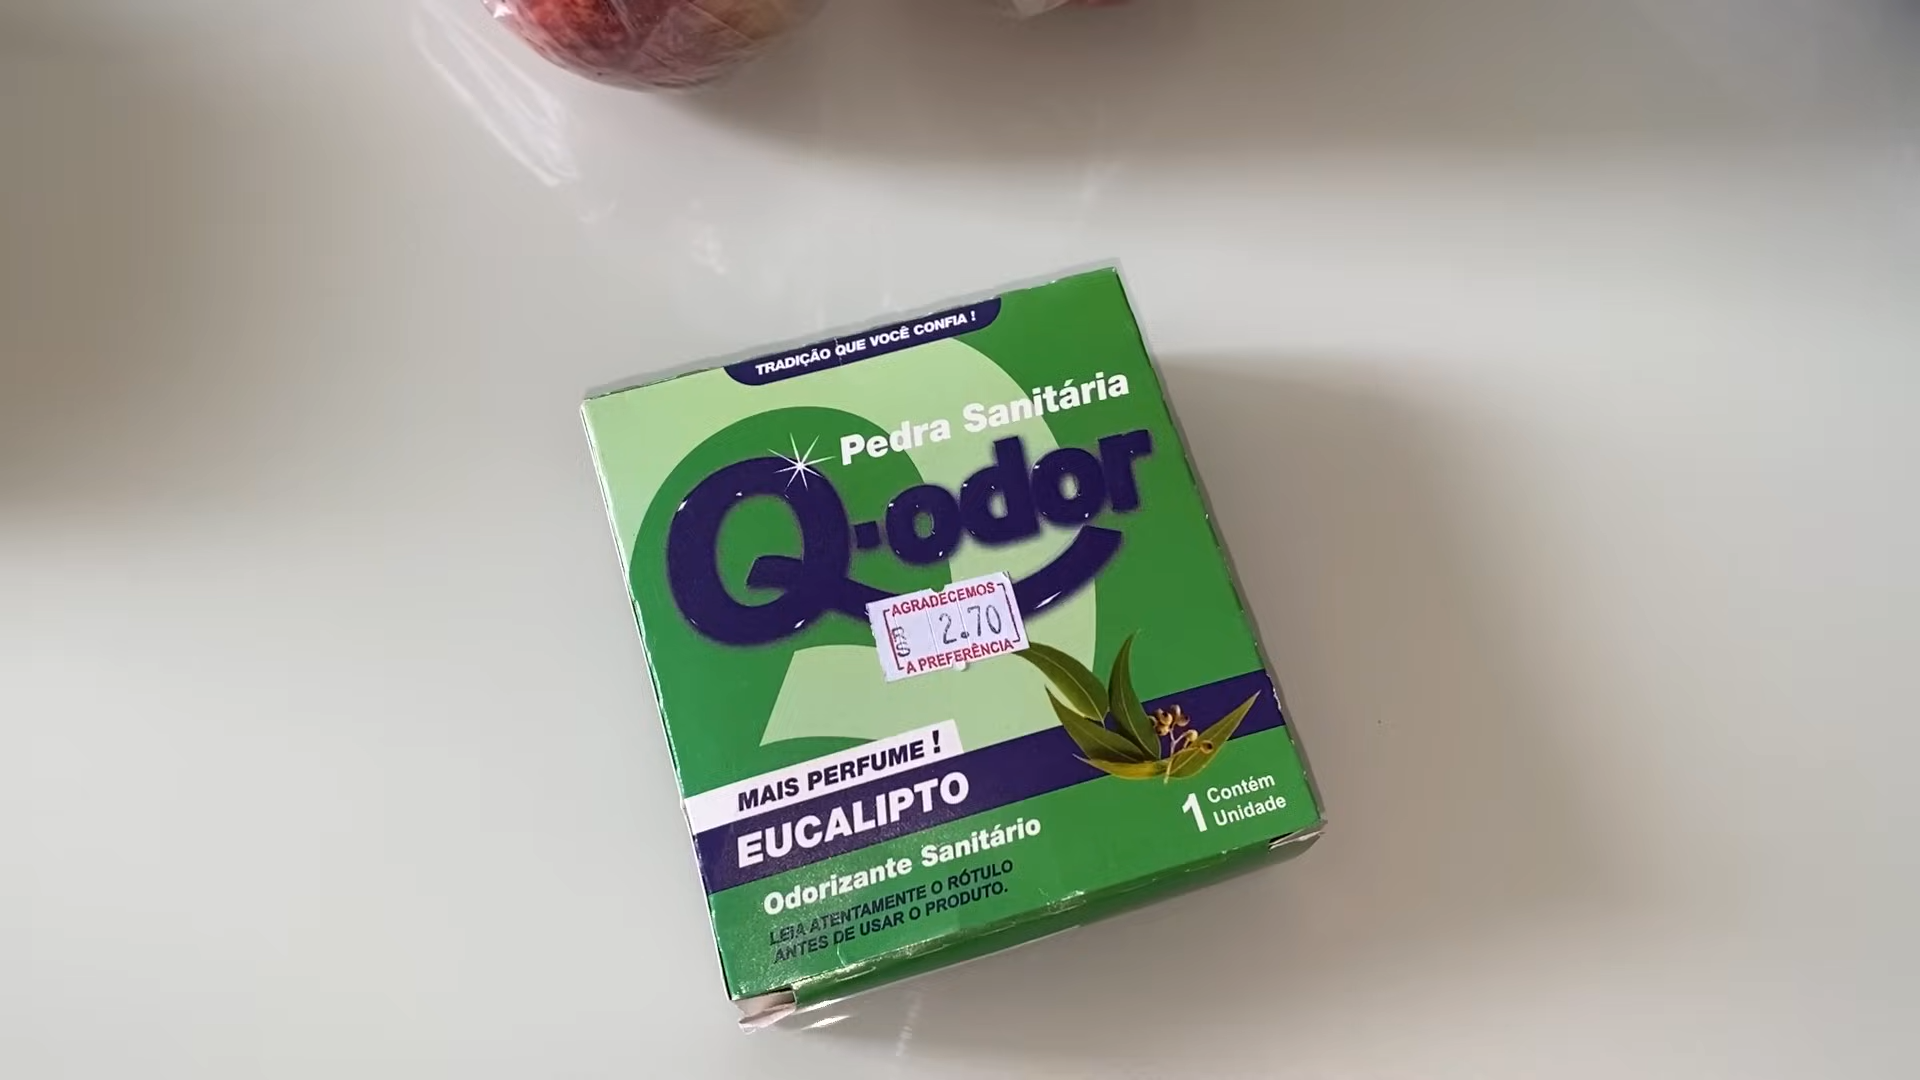 TRADIÇÃO QUE VOCÊ CONFIA !
Pedra Sanitária
Q·odor
AGRADECEMOS
R$ 2.70
A PREFERÊNCIA
MAIS PERFUME !
EUCALIPTO
Odorizante Sanitário
LEIA ATENTAMENTE O RÓTULO
ANTES DE USAR O PRODUTO.
1 Contém
Unidade